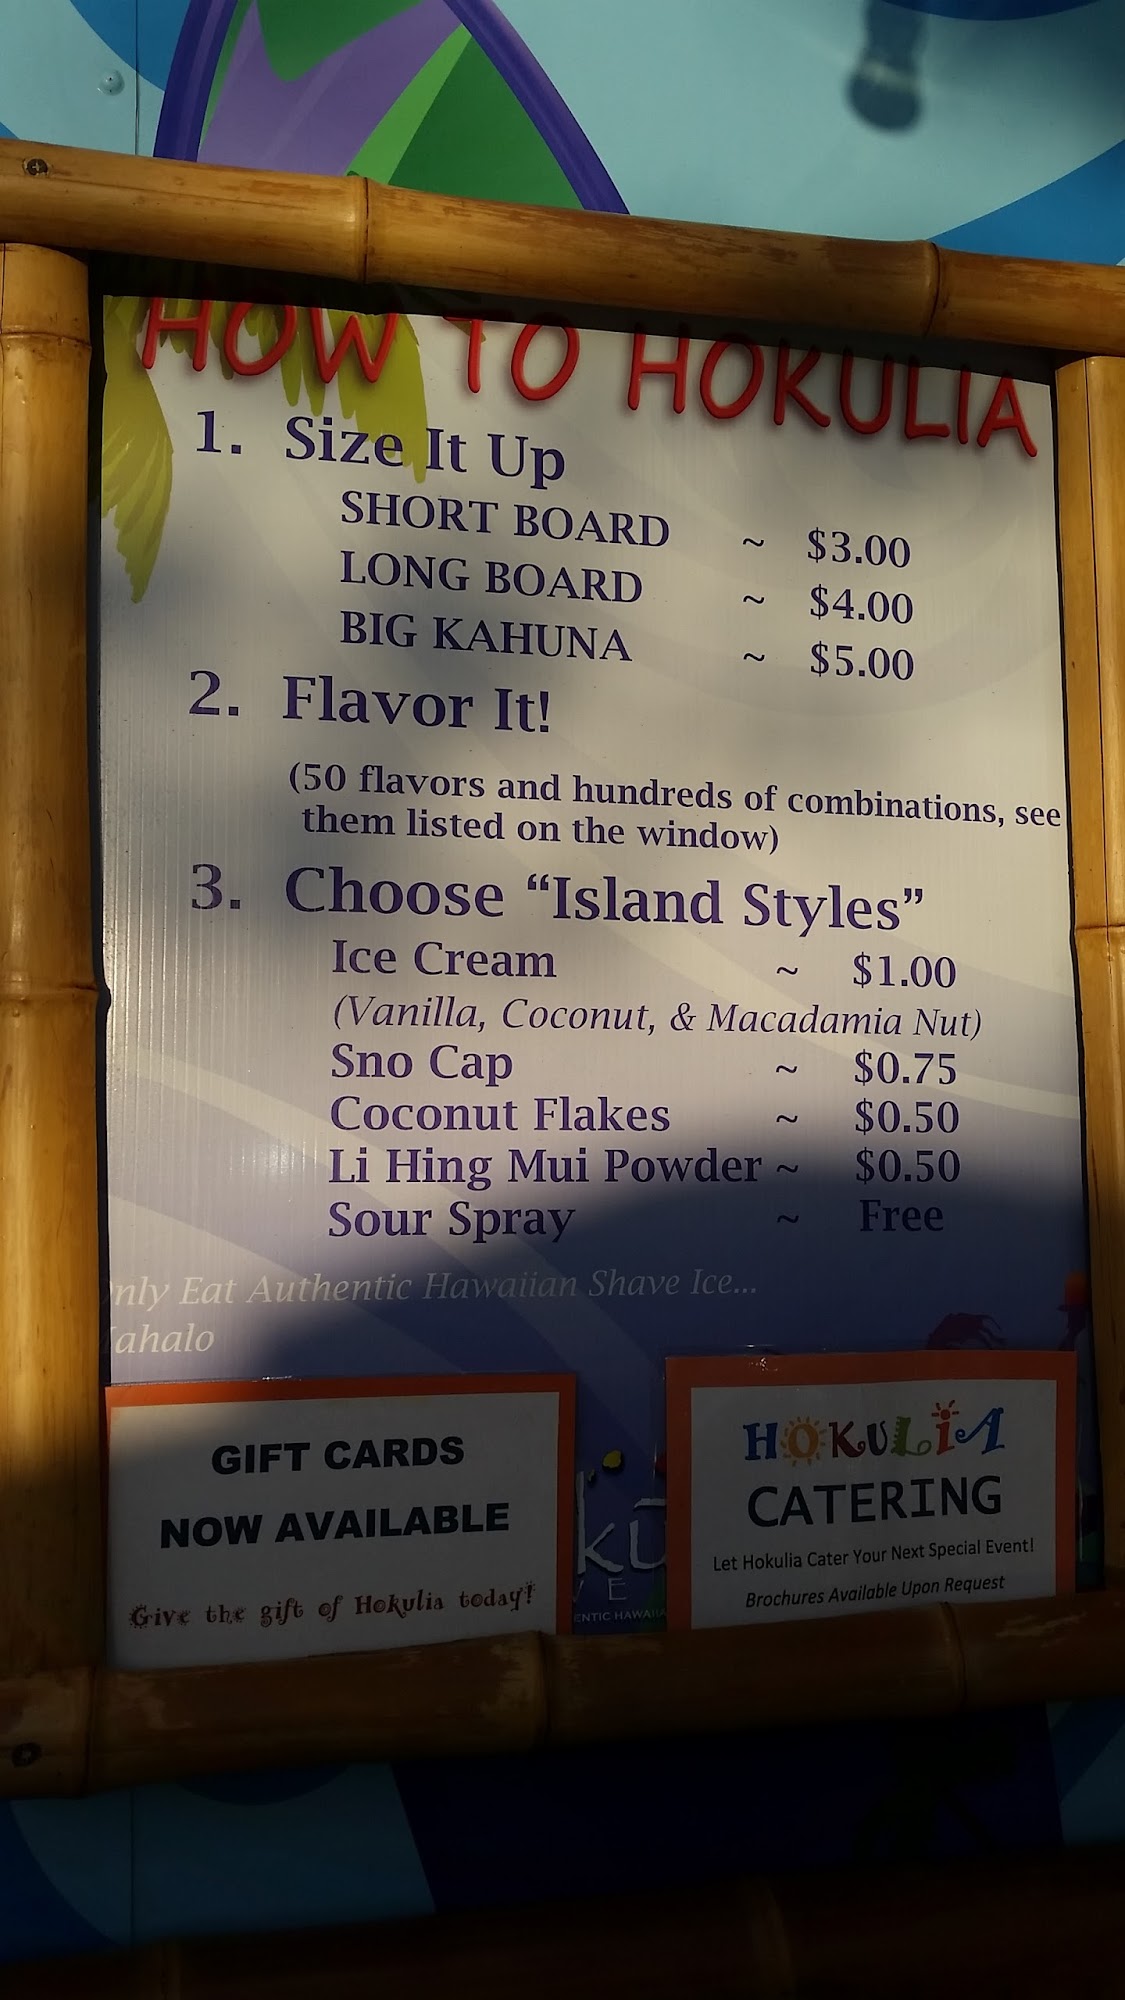 HOW TO HOKULIA
1. Size It Up
SHORT BOARD ~ $3.00
LONG BOARD ~ $4.00
BIG KAHUNA ~ $5.00
2. Flavor It!
(50 flavors and hundreds of combinations, see
them listed on the window)
3. Choose “Island Styles”
Ice Cream ~ $1.00
(Vanilla, Coconut, & Macadamia Nut)
Sno Cap ~ $0.75
Coconut Flakes ~ $0.50
Li Hing Mui Powder ~ $0.50
Sour Spray ~ Free
nly Eat Authentic Hawaiian Shave Ice...
ahalo
GIFT CARDS
NOW AVAILABLE
Give the gift of Hokulia today!
HOKULIA
CATERING
Let Hokulia Cater Your Next Special Event!
Brochures Available Upon Request